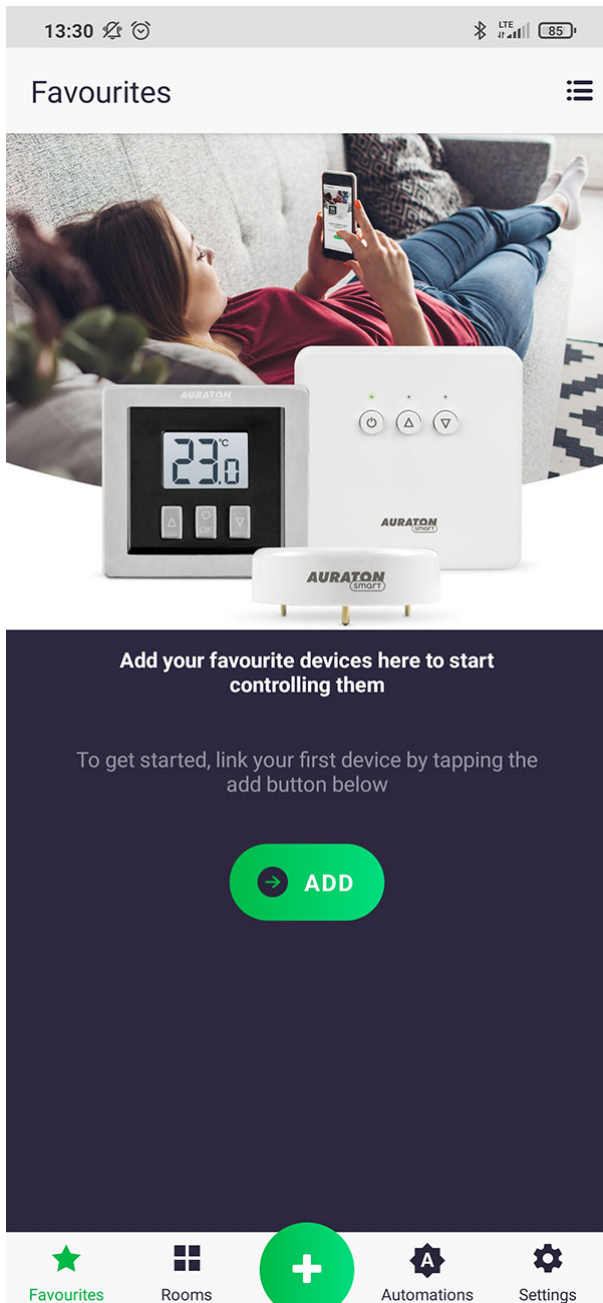 13:30
LTE
85
Favourites
AURATON
smart
23.0
°C
OK
AURATON
smart
AURATON
smart
Add your favourite devices here to start
controlling them
To get started, link your first device by tapping the
add button below
ADD
A
Favourites
Rooms
Automations
Settings